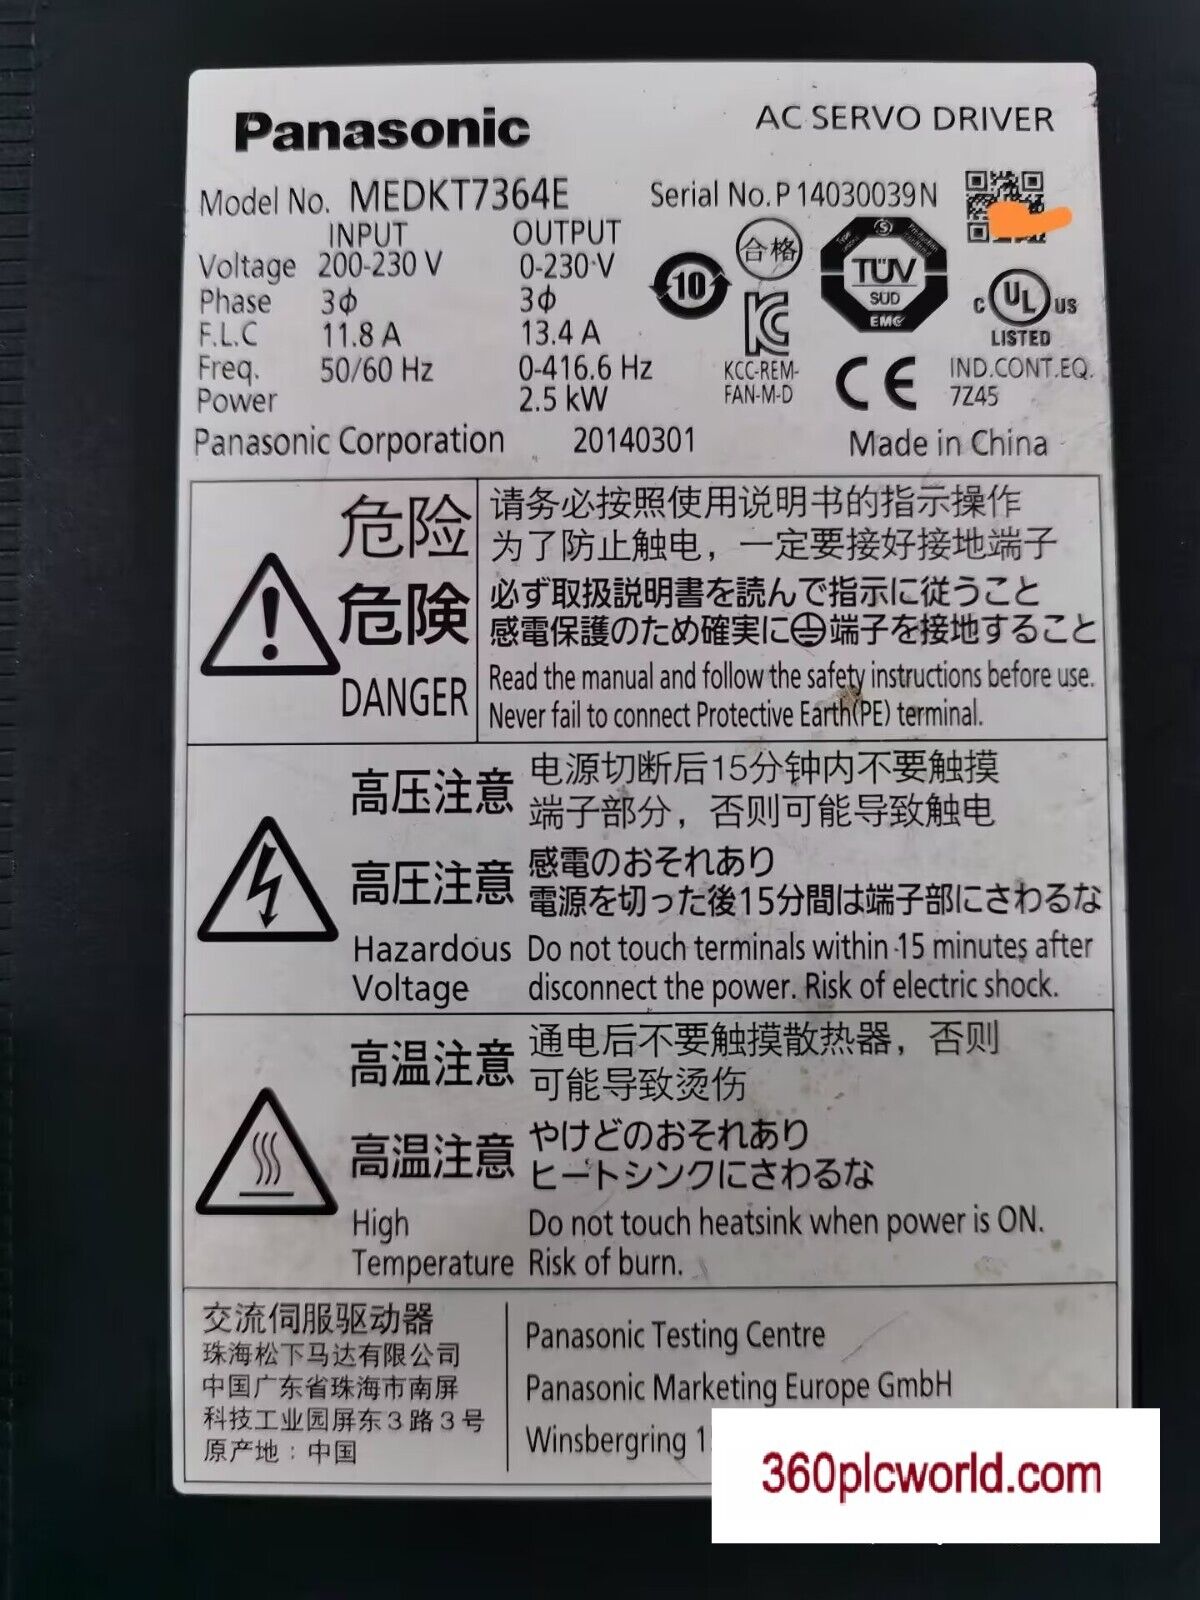 Panasonic
AC SERVO DRIVER
Model No. MEDKT7364E
Serial No. P14030039N
INPUT OUTPUT
Voltage 200-230 V 0-230 V
Phase 3ϕ 3ϕ
F.L.C 11.8 A 13.4 A
Freq. 50/60 Hz 0-416.6 Hz
Power 2.5 kW
10
合格
KC
KCC-REM-
FAN-M-D
TÜV
SÜD
EMC
CE
C UL US
LISTED
IND.CONT.EQ.
7Z45
Panasonic Corporation 20140301 Made in China
危险
危険
DANGER
请务必按照使用说明书的指示操作
为了防止触电，一定要接好接地端子
必ず取扱説明書を読んで指示に従うこと
感電保護のため確実に⏚端子を接地すること
Read the manual and follow the safety instructions before use.
Never fail to connect Protective Earth(PE) terminal.
高压注意
电源切断后15分钟内不要触摸
端子部分，否则可能导致触电
高圧注意
感電のおそれあり
電源を切った後15分間は端子部にさわるな
Hazardous
Voltage
Do not touch terminals within 15 minutes after
disconnect the power. Risk of electric shock.
高温注意
通电后不要触摸散热器，否则
可能导致烫伤
高温注意
やけどのおそれあり
ヒートシンクにさわるな
High
Temperature
Do not touch heatsink when power is ON.
Risk of burn.
交流伺服驱动器
珠海松下马达有限公司
中国广东省珠海市南屏
科技工业园屏东3路3号
原产地：中国
Panasonic Testing Centre
Panasonic Marketing Europe GmbH
Winsbergring
360plcworld.com